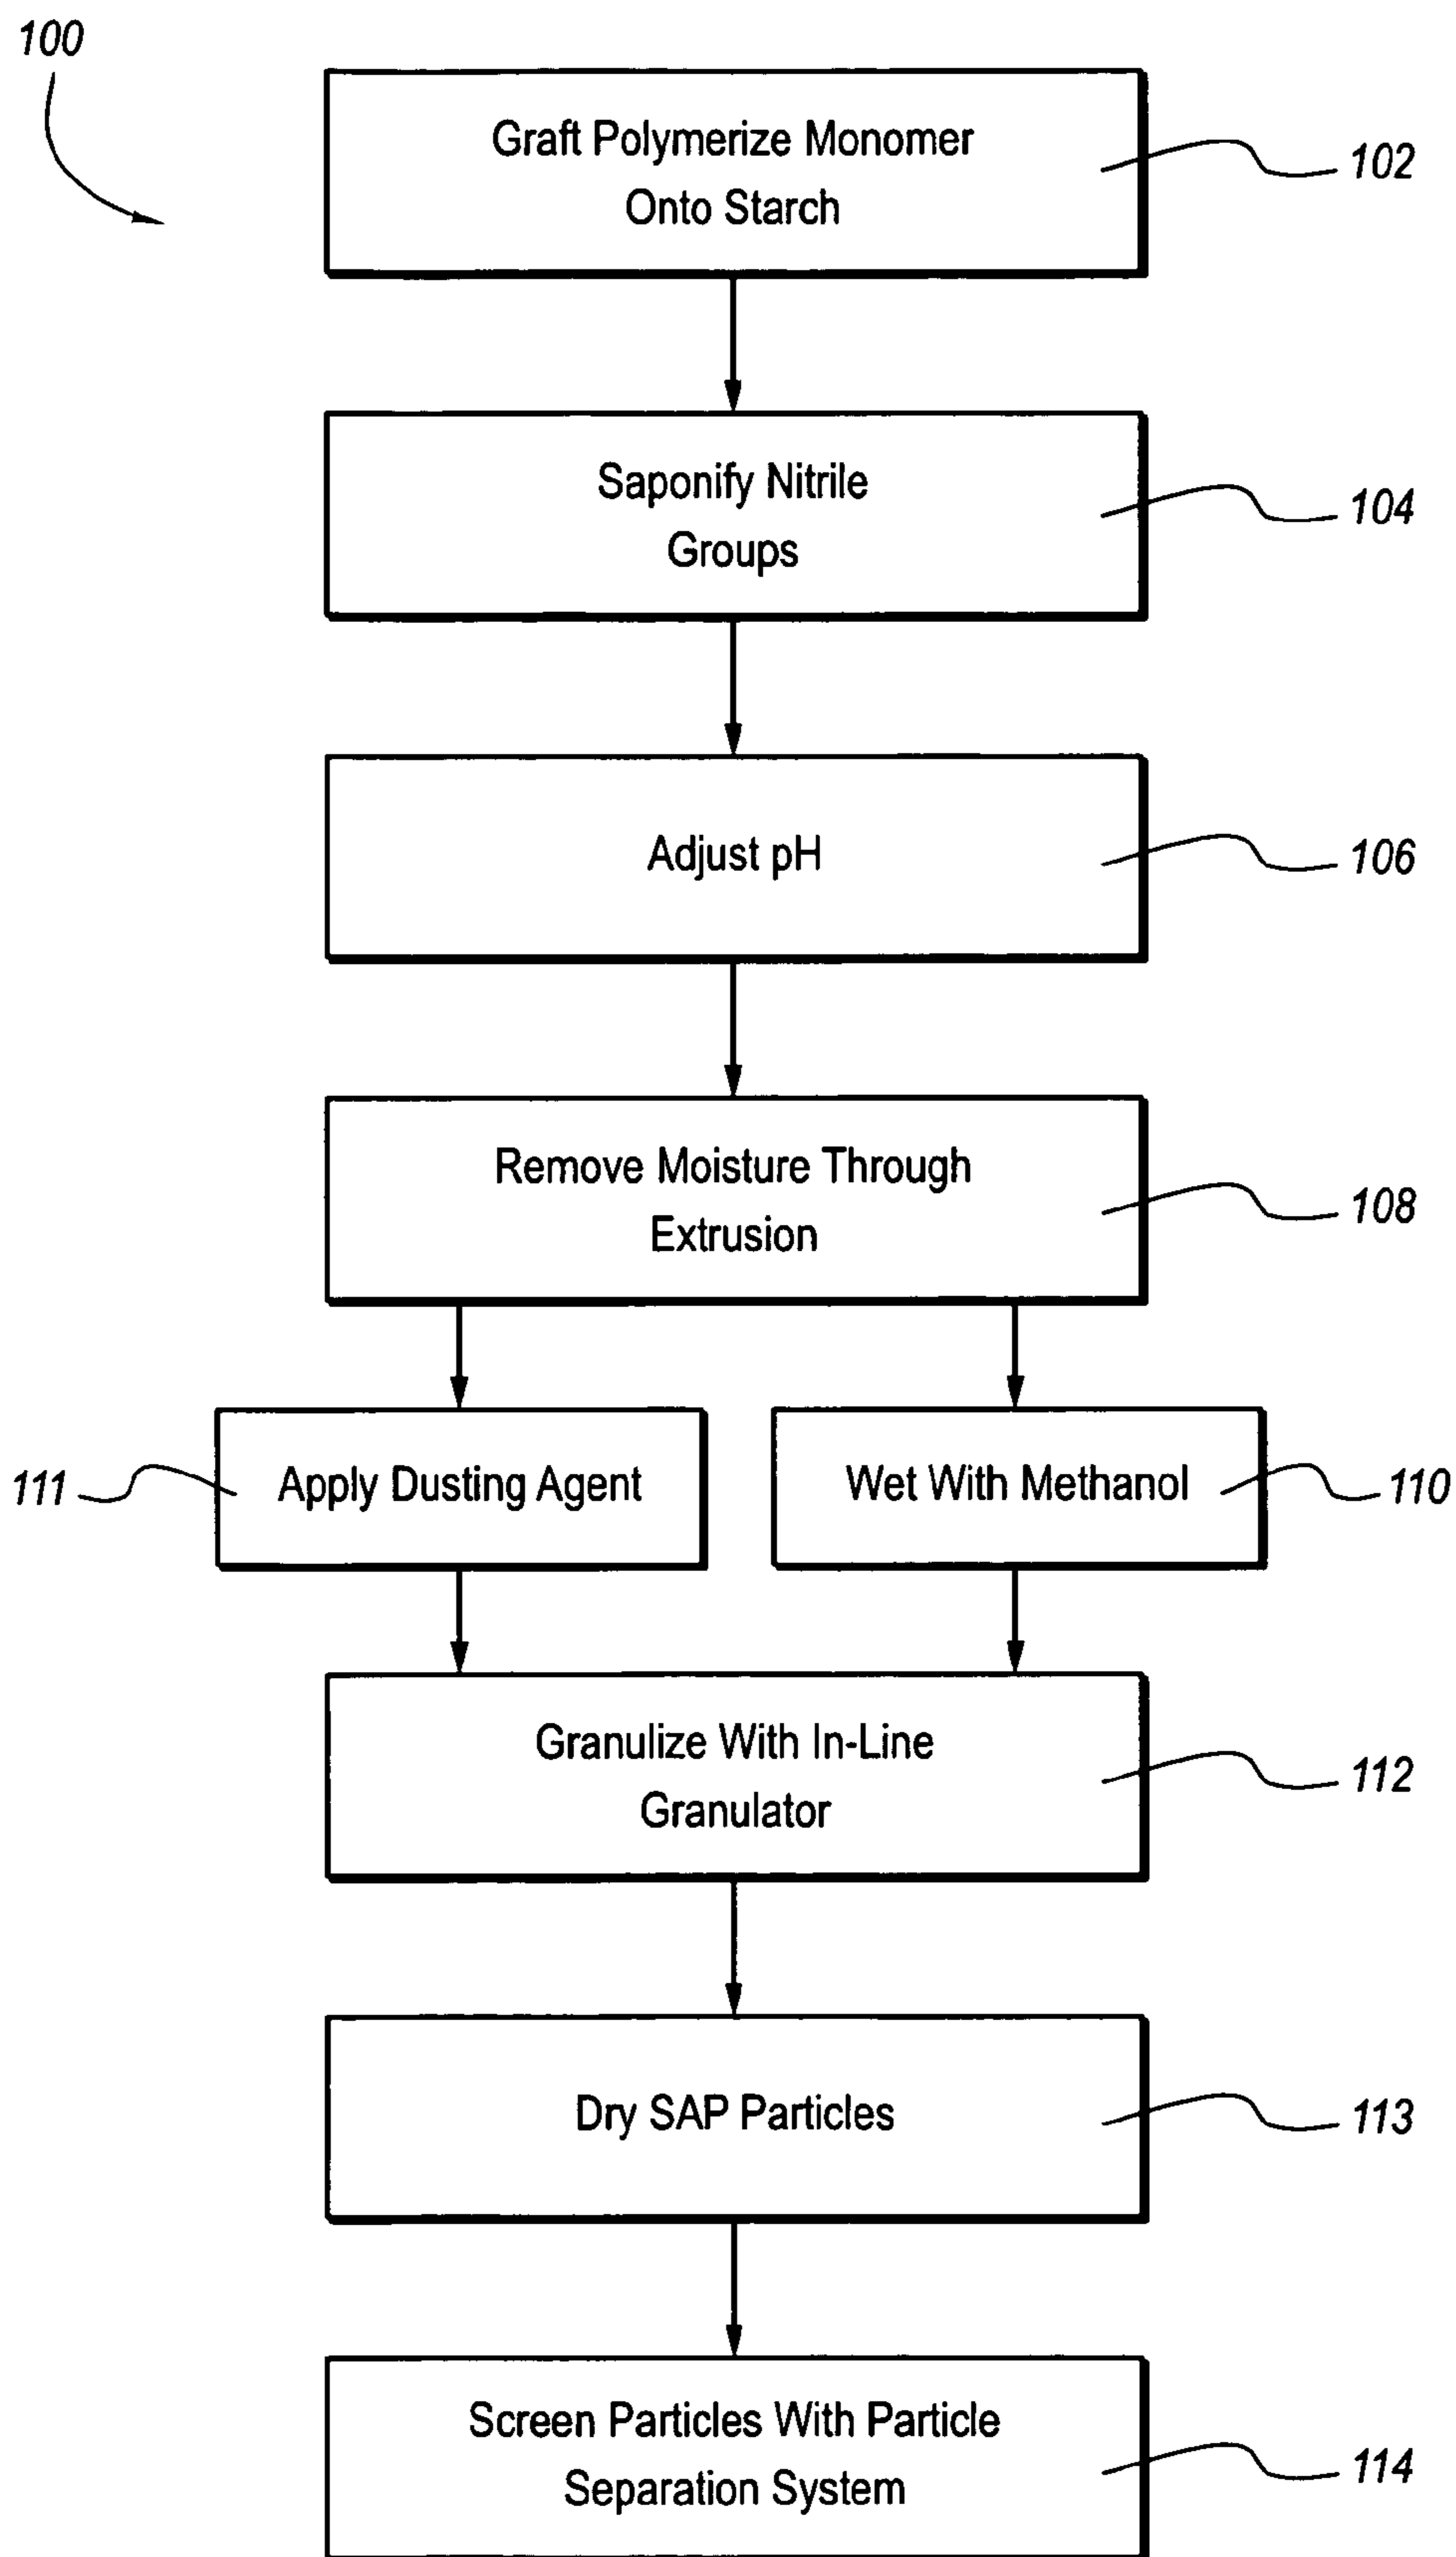 100
Graft Polymerize Monomer
Onto Starch
102
Saponify Nitrile
Groups
104
Adjust pH
106
Remove Moisture Through
Extrusion
108
111
Apply Dusting Agent
Wet With Methanol
110
Granulize With In-Line
Granulator
112
Dry SAP Particles
113
Screen Particles With Particle
Separation System
114